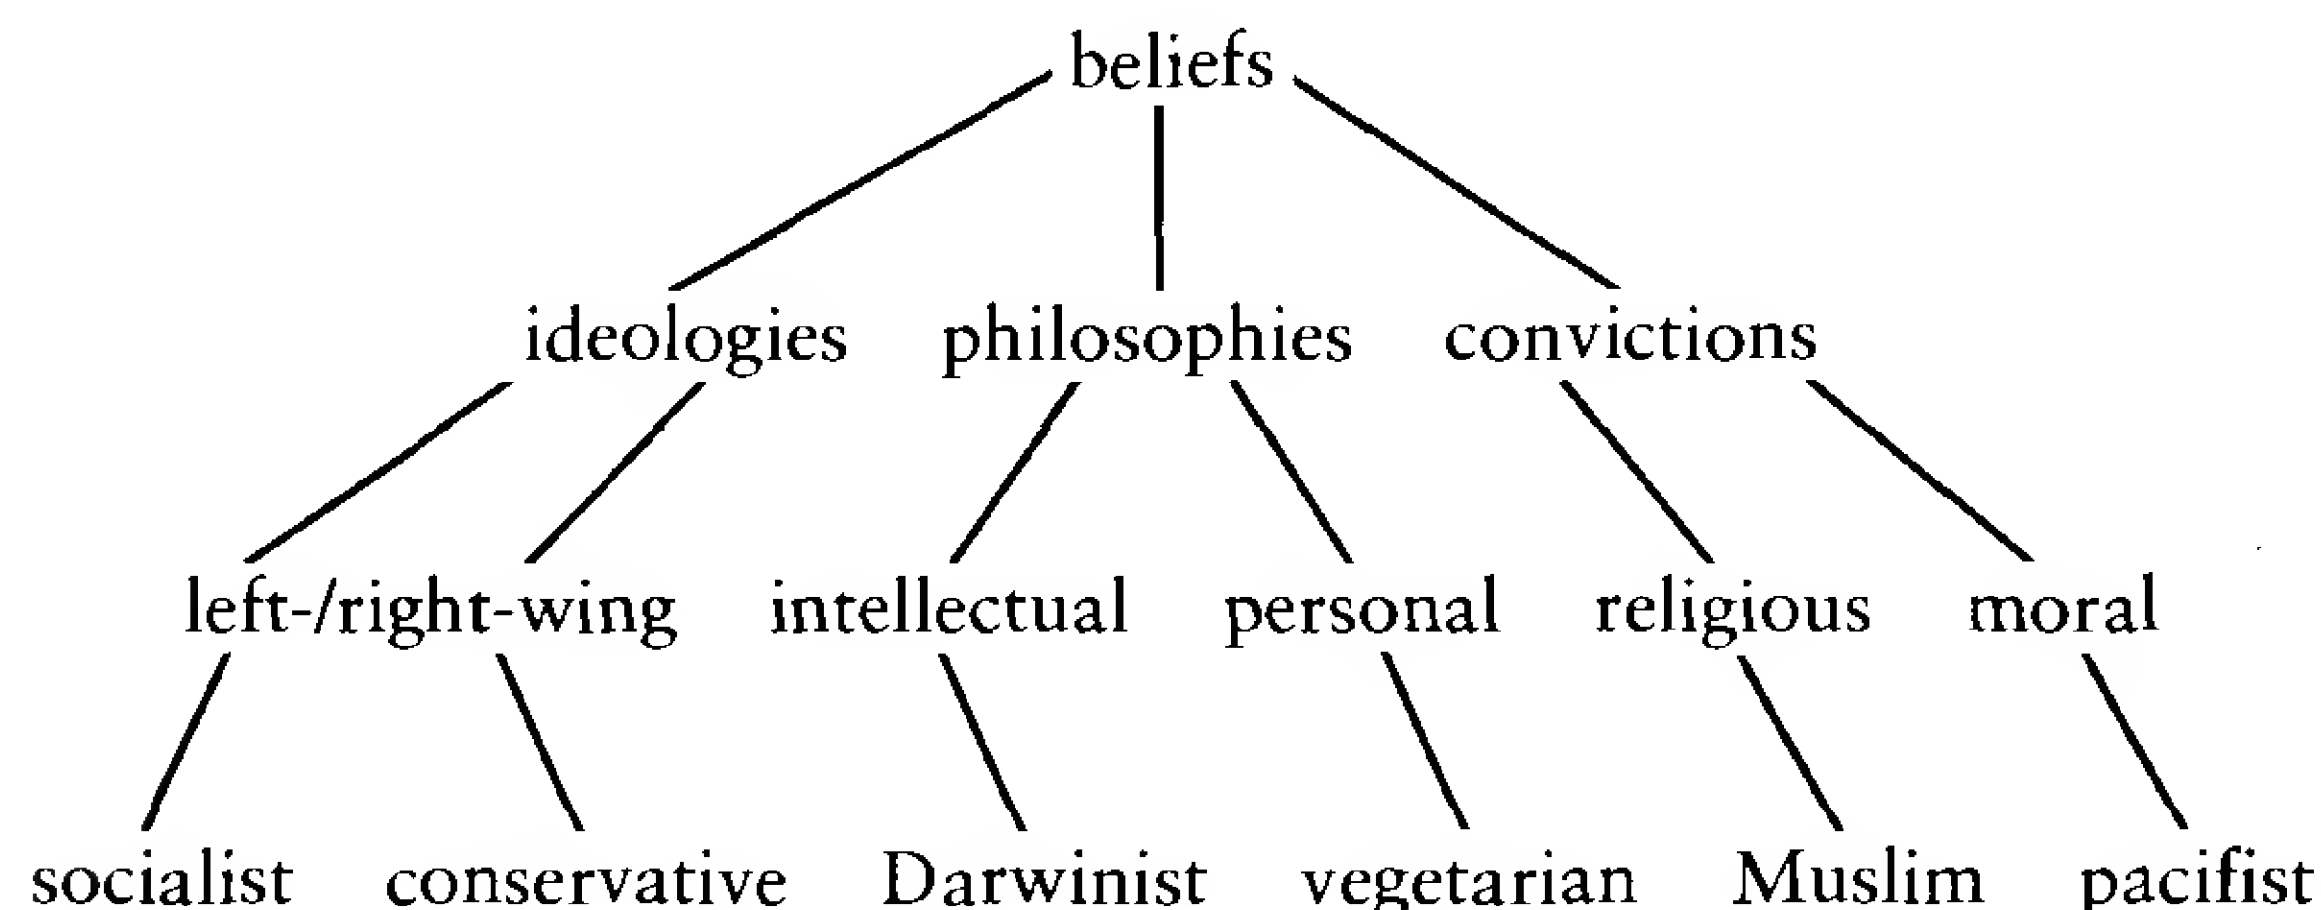 beliefs
ideologies philosophies convictions
left-/right-wing intellectual personal religious moral
socialist conservative Darwinist vegetarian Muslim pacifist